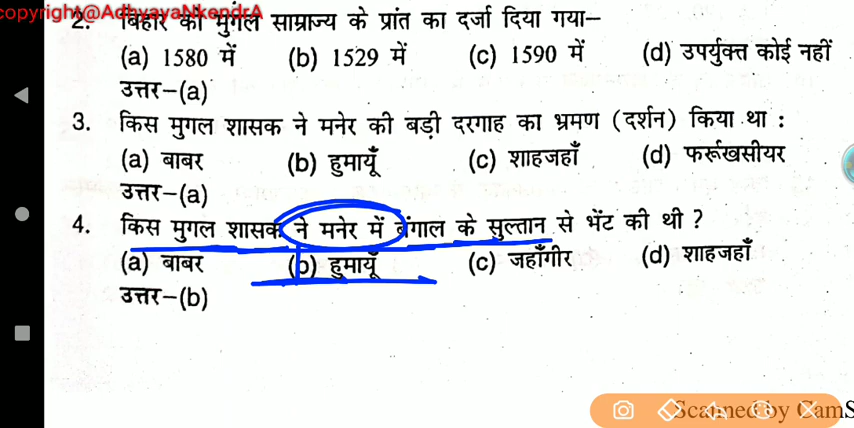 copyright@AdhyayaNkendrA
2. बिहार को मुगल साम्राज्य के प्रांत का दर्जा दिया गया–
(a) 1580 में (b) 1529 में (c) 1590 में (d) उपर्युक्त कोई नहीं
उत्तर–(a)
3. किस मुगल शासक ने मनेर की बड़ी दरगाह का भ्रमण (दर्शन) किया था :
(a) बाबर (b) हुमायूँ (c) शाहजहाँ (d) फर्रूखसीयर
उत्तर–(a)
4. किस मुगल शासक ने मनेर में बंगाल के सुल्तान से भेंट की थी ?
(a) बाबर (b) हुमायूँ (c) जहाँगीर (d) शाहजहाँ
उत्तर–(b)
Scanned by CamS